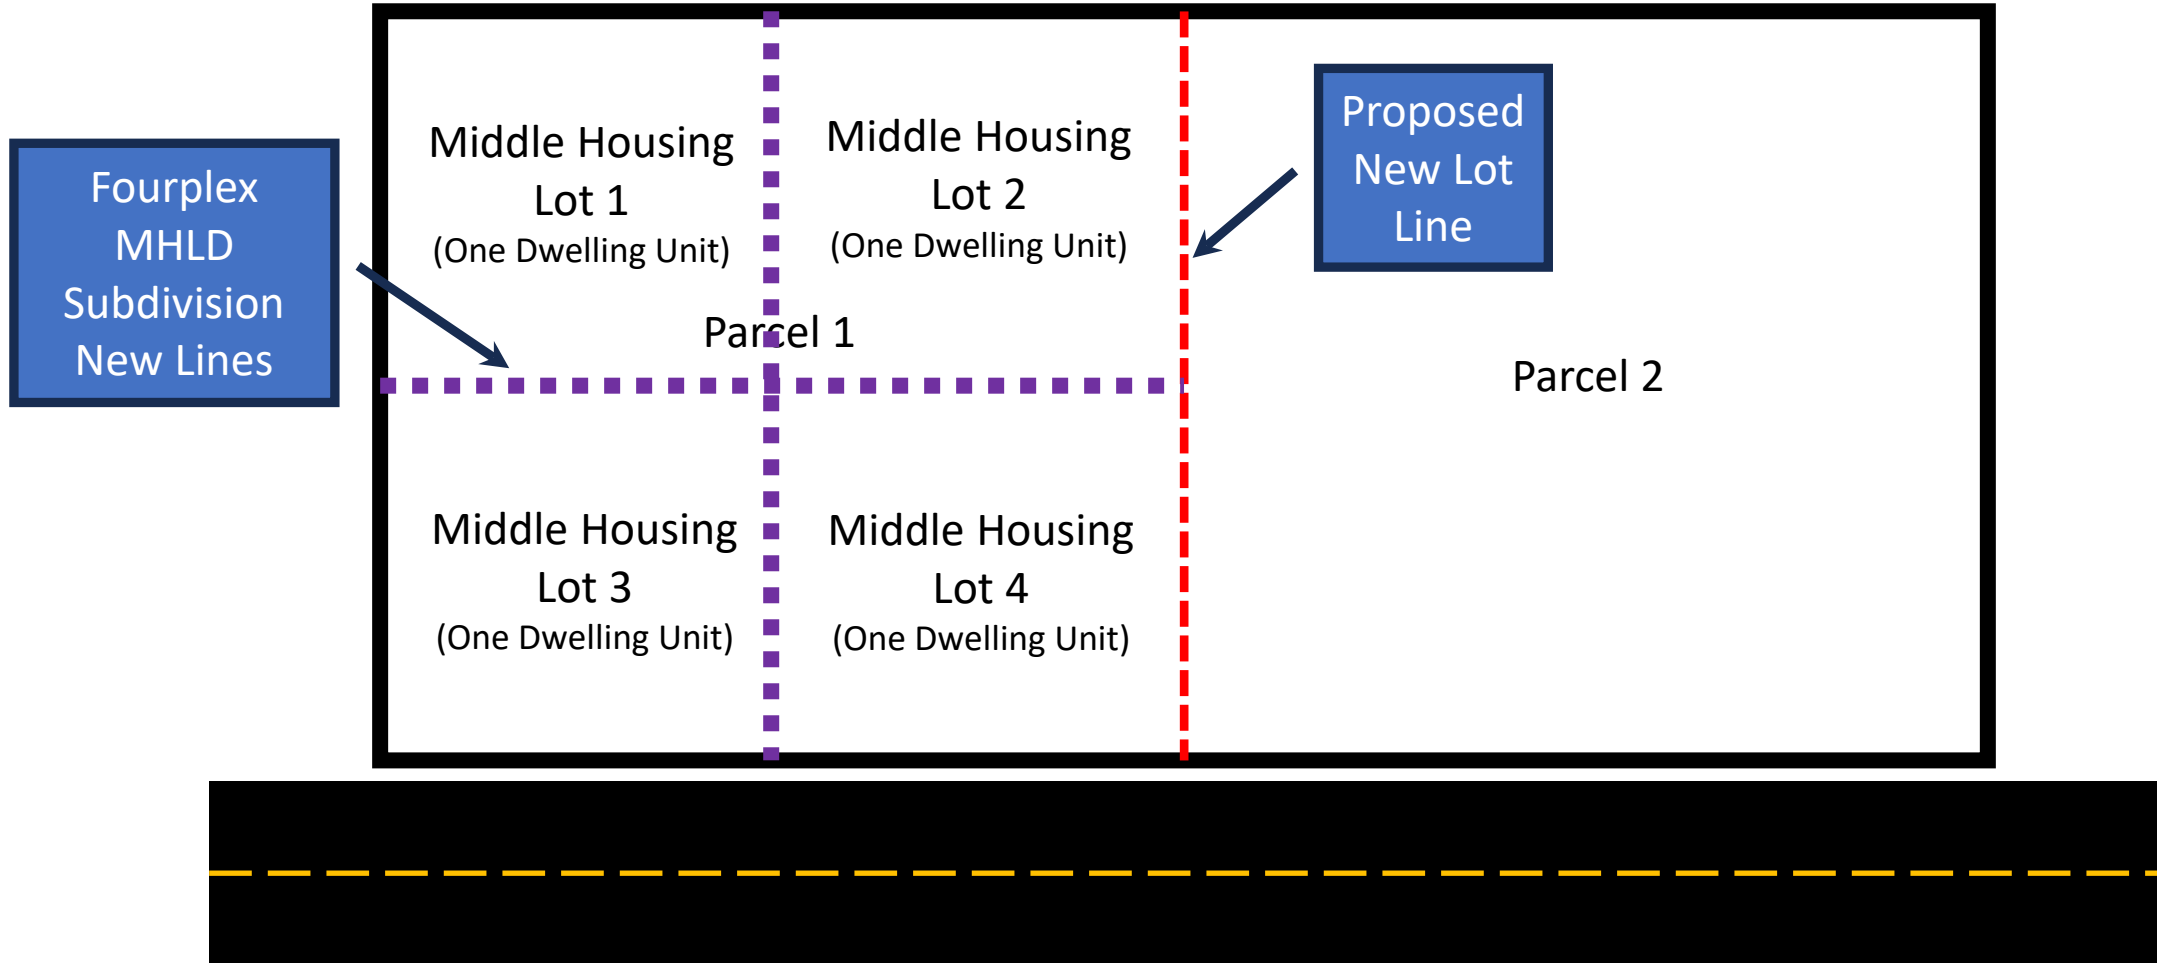 Fourplex
MHLD
Subdivision
New Lines
Middle Housing
Lot 1
(One Dwelling Unit)
Middle Housing
Lot 2
(One Dwelling Unit)
Proposed
New Lot
Line
Parcel 1
Parcel 2
Middle Housing
Lot 3
(One Dwelling Unit)
Middle Housing
Lot 4
(One Dwelling Unit)